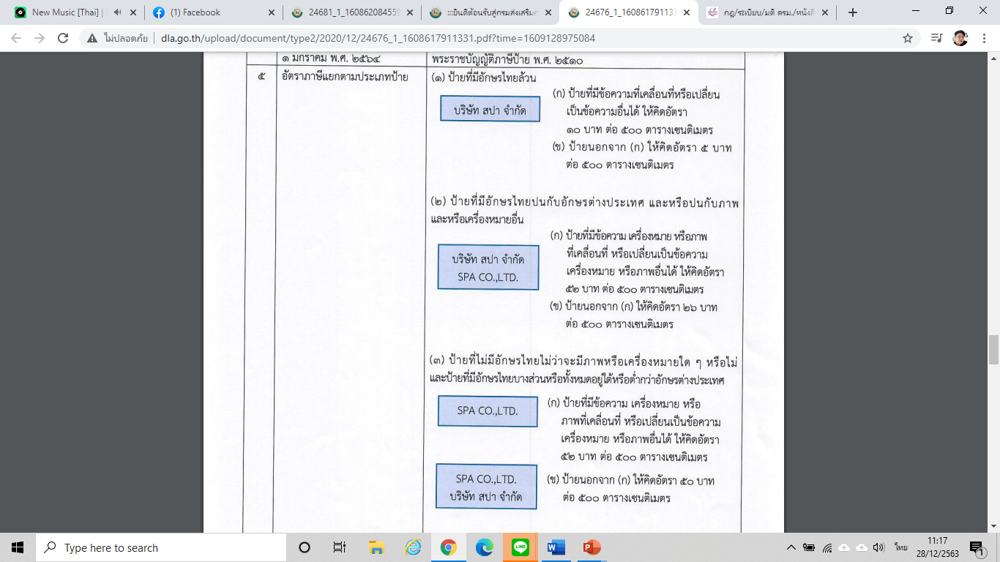 New Music [Thai] |
(1) Facebook
24681_1_160862084559
:::ยินดีต้อนรับสู่กรมส่งเสริมก
24676_1_160861791133
กฎ/ระเบียบ/มติ ครม./หนังสื
ไม่ปลอดภัย | dla.go.th/upload/document/type2/2020/12/24676_1_1608617911331.pdf?time=1609128975084
๑ มกราคม พ.ศ. ๒๕๖๔
พระราชบัญญัติภาษีป้าย พ.ศ. ๒๕๑๐
๕
อัตราภาษีแยกตามประเภทป้าย
(๑) ป้ายที่มีอักษรไทยล้วน
บริษัท สปา จำกัด
(ก) ป้ายที่มีข้อความที่เคลื่อนที่หรือเปลี่ยน
เป็นข้อความอื่นได้ ให้คิดอัตรา
๑๐ บาท ต่อ ๕๐๐ ตารางเซนติเมตร
(ข) ป้ายนอกจาก (ก) ให้คิดอัตรา ๕ บาท
ต่อ ๕๐๐ ตารางเซนติเมตร
(๒) ป้ายที่มีอักษรไทยปนกับอักษรต่างประเทศ และหรือปนกับภาพ
และหรือเครื่องหมายอื่น
บริษัท สปา จำกัด
SPA CO.,LTD.
(ก) ป้ายที่มีข้อความ เครื่องหมาย หรือภาพ
ที่เคลื่อนที่ หรือเปลี่ยนเป็นข้อความ
เครื่องหมาย หรือภาพอื่นได้ ให้คิดอัตรา
๕๒ บาท ต่อ ๕๐๐ ตารางเซนติเมตร
(ข) ป้ายนอกจาก (ก) ให้คิดอัตรา ๒๖ บาท
ต่อ ๕๐๐ ตารางเซนติเมตร
(๓) ป้ายที่ไม่มีอักษรไทยไม่ว่าจะมีภาพหรือเครื่องหมายใด ๆ หรือไม่
และป้ายที่มีอักษรไทยบางส่วนหรือทั้งหมดอยู่ใต้หรือต่ำกว่าอักษรต่างประเทศ
SPA CO.,LTD.
(ก) ป้ายที่มีข้อความ เครื่องหมาย หรือ
ภาพที่เคลื่อนที่ หรือเปลี่ยนเป็นข้อความ
เครื่องหมาย หรือภาพอื่นได้ ให้คิดอัตรา
๕๒ บาท ต่อ ๕๐๐ ตารางเซนติเมตร
SPA CO.,LTD.
บริษัท สปา จำกัด
(ข) ป้ายนอกจาก (ก) ให้คิดอัตรา ๕๐ บาท
ต่อ ๕๐๐ ตารางเซนติเมตร
Type here to search
ไทย
11:17
28/12/2563
1